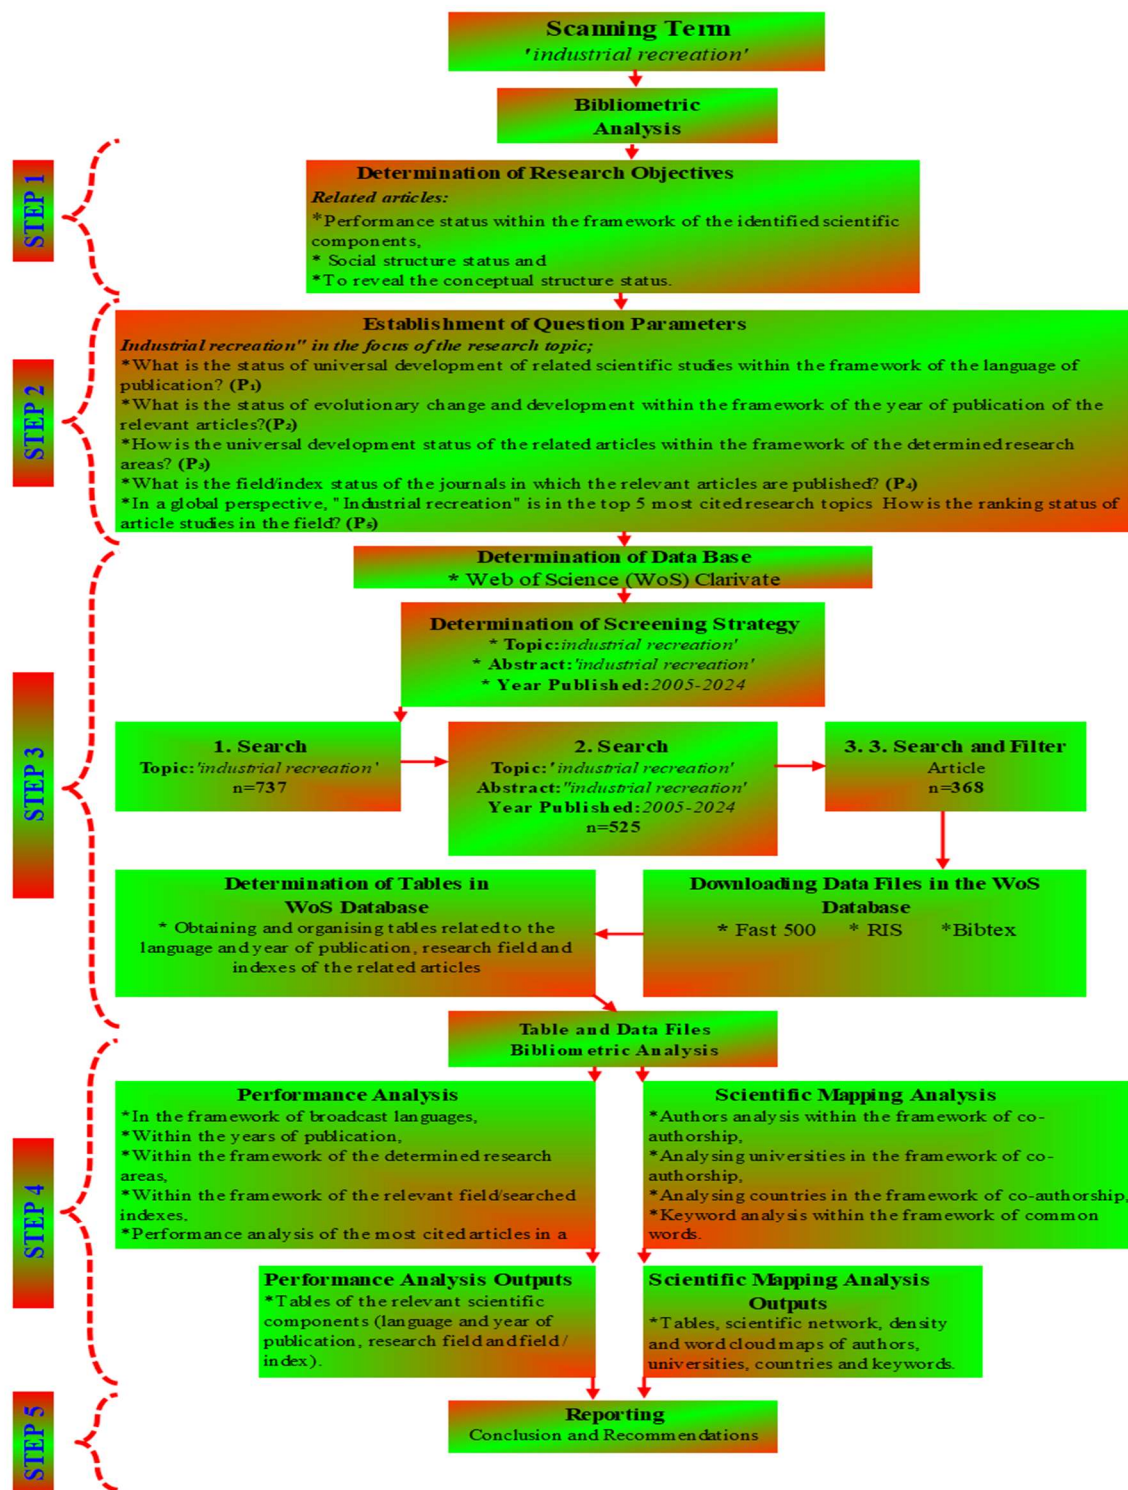 Scanning Term
'industrial recreation'
Bibliometric
Analysis
STEP 1
Determination of Research Objectives
Related articles:
*Performance status within the framework of the identified scientific
components,
* Social structure status and
*To reveal the conceptual structure status.
STEP 2
Establishment of Question Parameters
Industrial recreation" in the focus of the research topic;
*What is the status of universal development of related scientific studies within the framework of the language of
publication? (P₁)
*What is the status of evolutionary change and development within the framework of the year of publication of the
relevant articles?(P₂)
*How is the universal development status of the related articles within the framework of the determined research
areas? (P₃)
*What is the field/index status of the journals in which the relevant articles are published? (P₄)
*In a global perspective, "Industrial recreation" is in the top 5 most cited research topics How is the ranking status of
article studies in the field? (P₅)
STEP 3
Determination of Data Base
* Web of Science (WoS) Clarivate
Determination of Screening Strategy
* Topic:industrial recreation'
* Abstract:'industrial recreation'
* Year Published:2005-2024
1. Search
Topic:'industrial recreation'
n=737
2. Search
Topic:' industrial recreation'
Abstract:"industrial recreation'
Year Published:2005-2024
n=525
3. 3. Search and Filter
Article
n=368
Determination of Tables in
WoS Database
* Obtaining and organising tables related to the
language and year of publication, research field and
indexes of the related articles
Downloading Data Files in the WoS
Database
* Fast 500 * RIS *Bibtex
Table and Data Files
Bibliometric Analysis
STEP 4
Performance Analysis
*In the framework of broadcast languages,
*Within the years of publication,
*Within the framework of the determined research
areas,
*Within the framework of the relevant field/searched
indexes,
*Performance analysis of the most cited articles in a
Scientific Mapping Analysis
*Authors analysis within the framework of co-
authorship,
*Analysing universities in the framework of co-
authorship,
*Analysing countries in the framework of co-authorship,
*Keyword analysis within the framework of common
words.
Performance Analysis Outputs
*Tables of the relevant scientific
components (language and year of
publication, research field and field /
index).
Scientific Mapping Analysis
Outputs
*Tables, scientific network, density
and word cloud maps of authors,
universities, countries and keywords.
STEP 5
Reporting
Conclusion and Recommendations